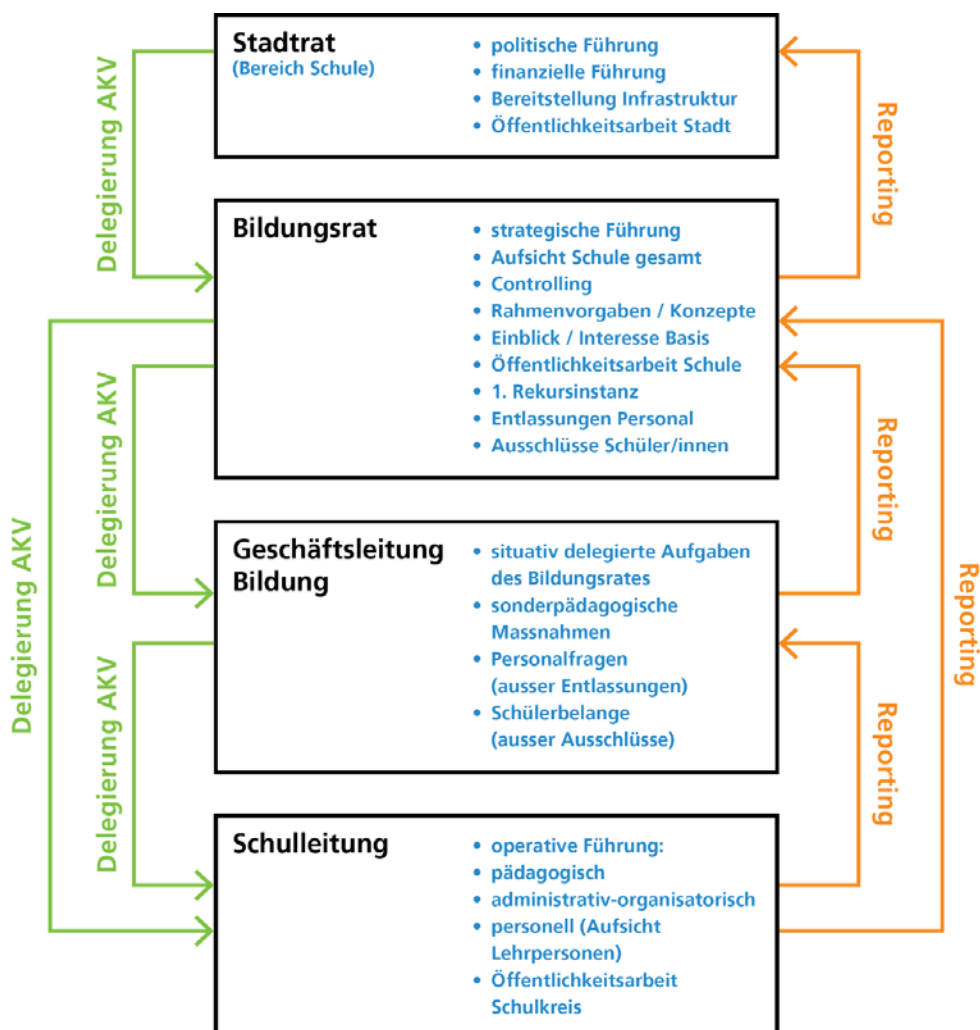 Stadtrat
(Bereich Schule)
• politische Führung
• finanzielle Führung
• Bereitstellung Infrastruktur
• Öffentlichkeitsarbeit Stadt
Delegierung AKV
Reporting
Bildungsrat
• strategische Führung
• Aufsicht Schule gesamt
• Controlling
• Rahmenvorgaben / Konzepte
• Einblick / Interesse Basis
• Öffentlichkeitsarbeit Schule
• 1. Rekursinstanz
• Entlassungen Personal
• Ausschlüsse Schüler/innen
Delegierung AKV
Reporting
Delegierung AKV
Reporting
Geschäftsleitung
Bildung
• situativ delegierte Aufgaben
des Bildungsrates
• sonderpädagogische
Massnahmen
• Personalfragen
(ausser Entlassungen)
• Schülerbelange
(ausser Ausschlüsse)
Delegierung AKV
Reporting
Schulleitung
• operative Führung:
• pädagogisch
• administrativ-organisatorisch
• personell (Aufsicht
Lehrpersonen)
• Öffentlichkeitsarbeit
Schulkreis